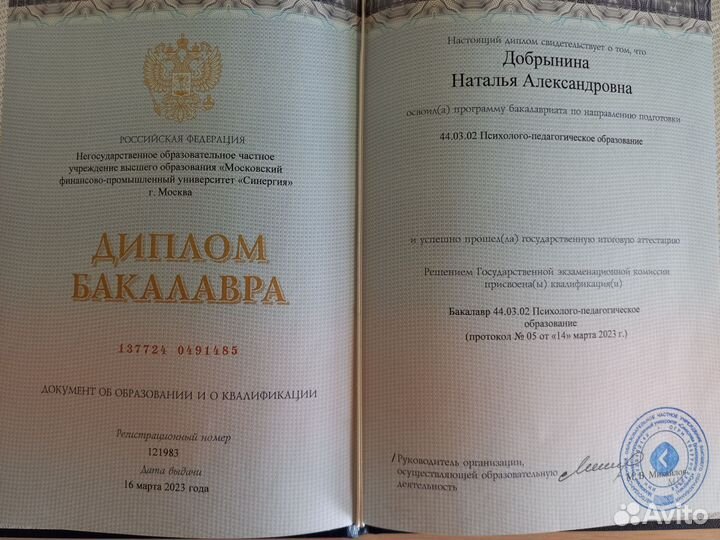 РОССИЙСКАЯ ФЕДЕРАЦИЯ
Негосударственное образовательное частное
учреждение высшего образования «Московский
финансово-промышленный университет «Синергия»
г. Москва
ДИПЛОМ
БАКАЛАВРА
137724 0491485
ДОКУМЕНТ ОБ ОБРАЗОВАНИИ И О КВАЛИФИКАЦИИ
Регистрационный номер
121983
Дата выдачи
16 марта 2023 года
Настоящий диплом свидетельствует о том, что
Добрынина
Наталья Александровна
освоил(а) программу бакалавриата по направлению подготовки
44.03.02 Психолого-педагогическое образование
и успешно прошел(ла) государственную итоговую аттестацию
Решением Государственной экзаменационной комиссии
присвоена(ы) квалификация(и)
Бакалавр 44.03.02 Психолого-педагогическое
образование
(протокол № 05 от «14» марта 2023 г.)
/Руководитель организации,
осуществляющей образовательную
деятельность
Avito